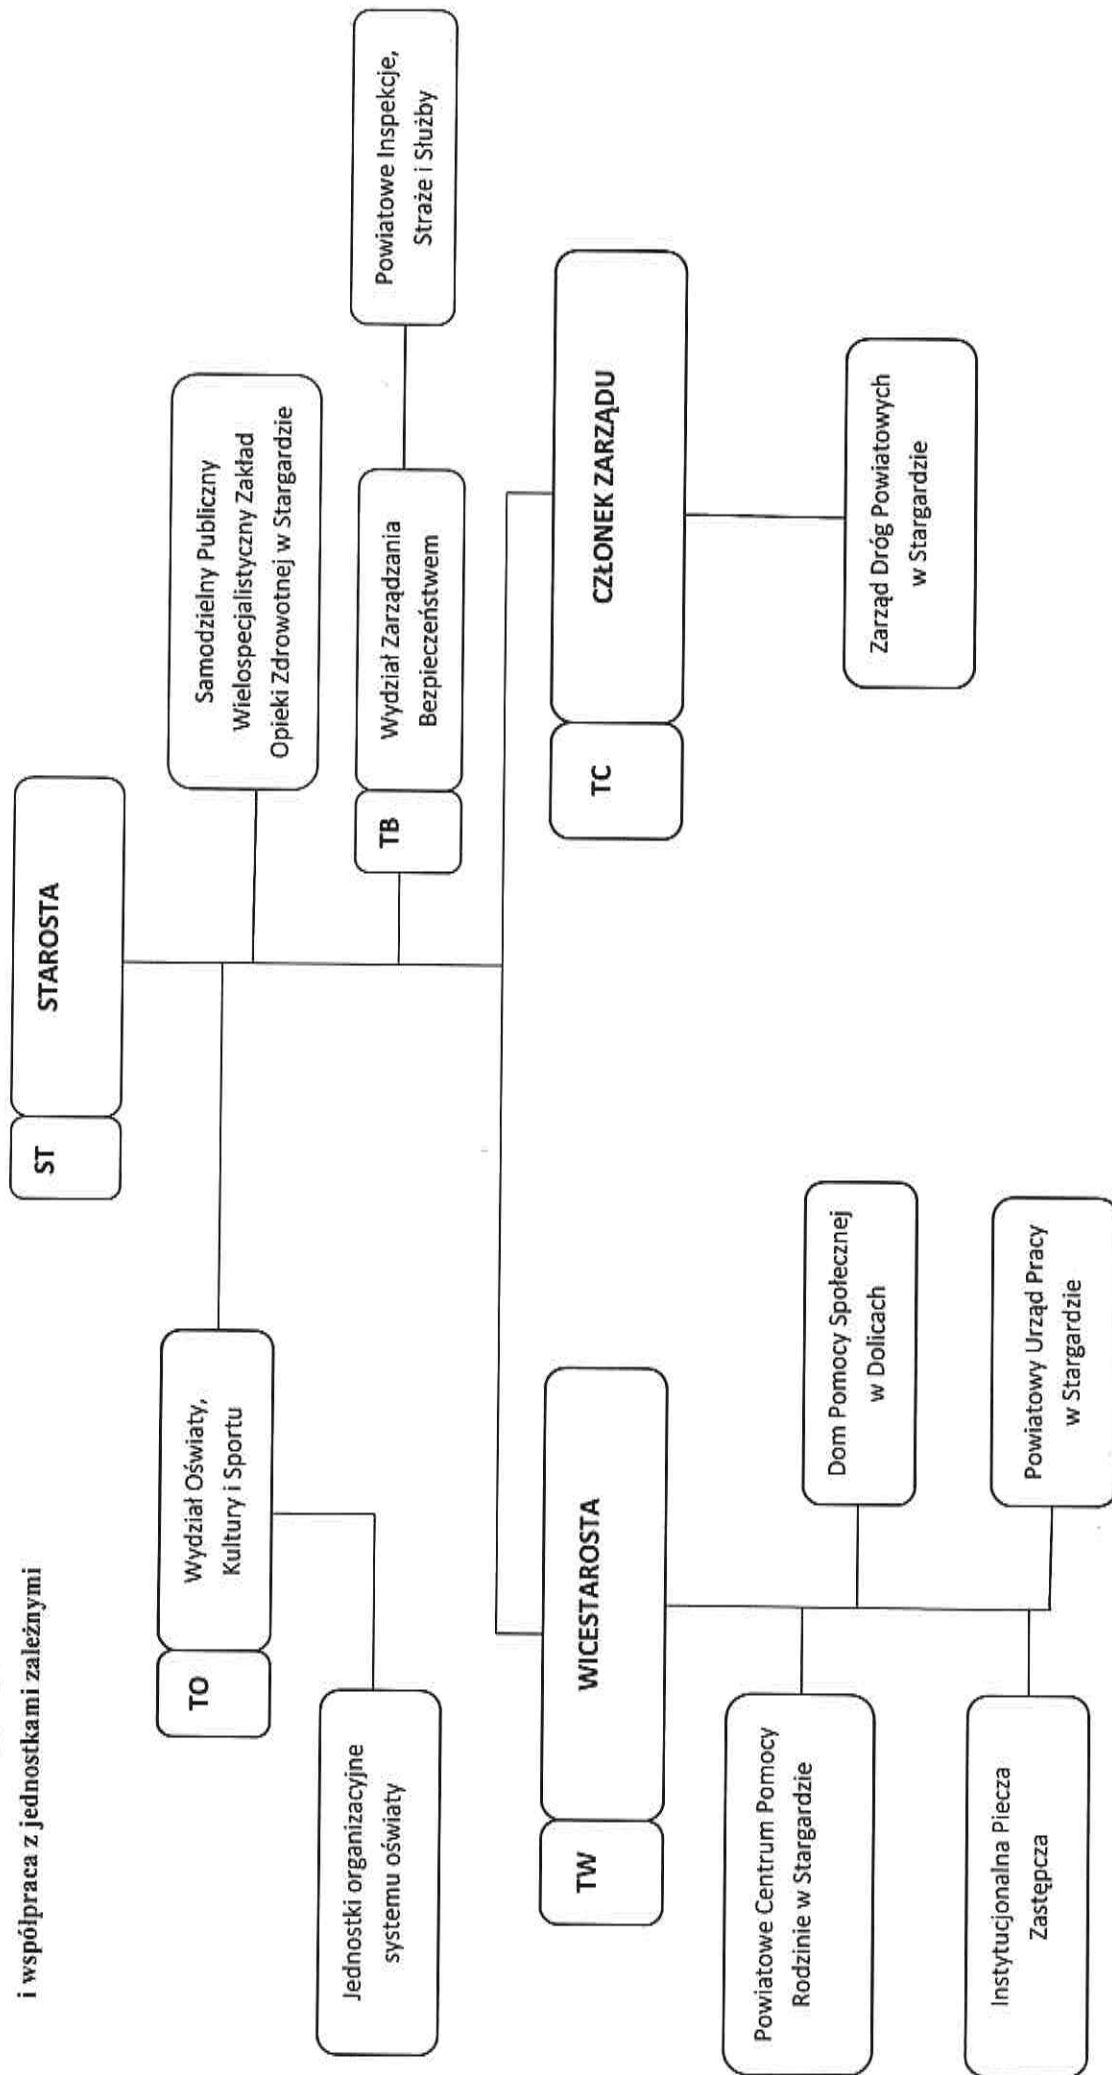 i współpraca z jednostkami zależnymi
ST
STAROSTA
Samodzielny Publiczny
Wielospecjalistyczny Zakład
Opieki Zdrowotnej w Stargardzie
TO
Wydział Oświaty,
Kultury i Sportu
Jednostki organizacyjne
systemu oświaty
TB
Wydział Zarządzania
Bezpieczeństwem
Powiatowe Inspekcje,
Straże i Służby
TW
WICESTAROSTA
TC
CZŁONEK ZARZĄDU
Powiatowe Centrum Pomocy
Rodzinie w Stargardzie
Dom Pomocy Społecznej
w Dolicach
Instytucjonalna Piecza
Zastępcza
Powiatowy Urząd Pracy
w Stargardzie
Zarząd Dróg Powiatowych
w Stargardzie